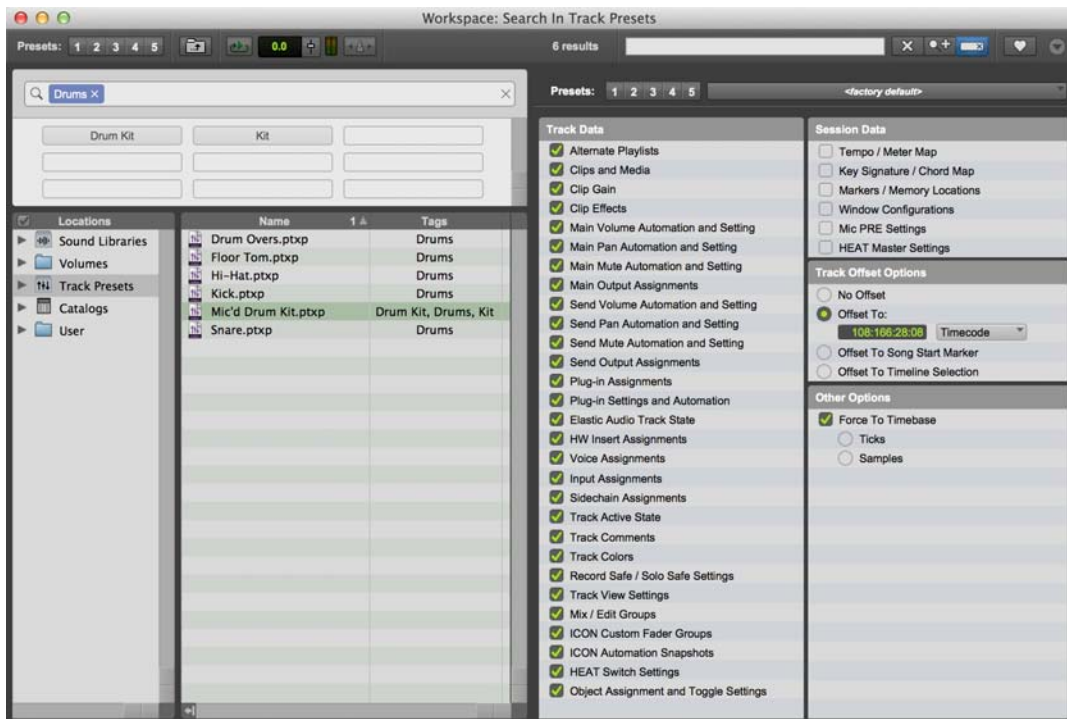 Workspace: Search In Track Presets
Presets: 1 2 3 4 5
0.0
6 results
Drums ×
Drum Kit
Kit
Locations
Sound Libraries
Volumes
Track Presets
Catalogs
User
Name 1 Tags
Drum Overs.ptxp Drums
Floor Tom.ptxp Drums
Hi-Hat.ptxp Drums
Kick.ptxp Drums
Mic'd Drum Kit.ptxp Drum Kit, Drums, Kit
Snare.ptxp Drums
Presets: 1 2 3 4 5 <factory default>
Track Data
Alternate Playlists
Clips and Media
Clip Gain
Clip Effects
Main Volume Automation and Setting
Main Pan Automation and Setting
Main Mute Automation and Setting
Main Output Assignments
Send Volume Automation and Setting
Send Pan Automation and Setting
Send Mute Automation and Setting
Send Output Assignments
Plug-in Assignments
Plug-in Settings and Automation
Elastic Audio Track State
HW Insert Assignments
Voice Assignments
Input Assignments
Sidechain Assignments
Track Active State
Track Comments
Track Colors
Record Safe / Solo Safe Settings
Track View Settings
Mix / Edit Groups
ICON Custom Fader Groups
ICON Automation Snapshots
HEAT Switch Settings
Object Assignment and Toggle Settings
Session Data
Tempo / Meter Map
Key Signature / Chord Map
Markers / Memory Locations
Window Configurations
Mic PRE Settings
HEAT Master Settings
Track Offset Options
No Offset
Offset To:
108:166:28:08 Timecode
Offset To Song Start Marker
Offset To Timeline Selection
Other Options
Force To Timebase
Ticks
Samples